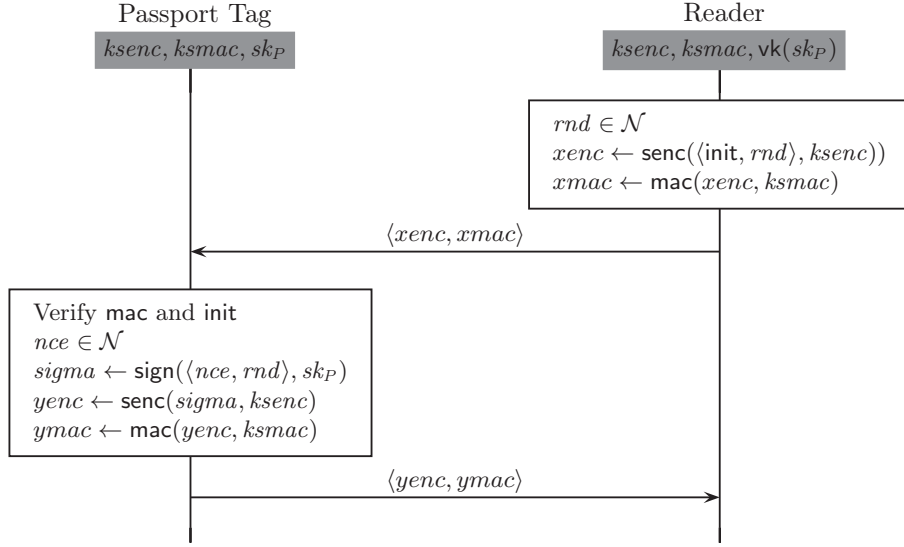 Passport Tag
Reader
ksenc, ksmac, sk_P
ksenc, ksmac, vk(sk_P)
rnd ∈ 𝒩
xenc ← senc(⟨init, rnd⟩, ksenc))
xmac ← mac(xenc, ksmac)
⟨xenc, xmac⟩
Verify mac and init
nce ∈ 𝒩
sigma ← sign(⟨nce, rnd⟩, sk_P)
yenc ← senc(sigma, ksenc)
ymac ← mac(yenc, ksmac)
⟨yenc, ymac⟩